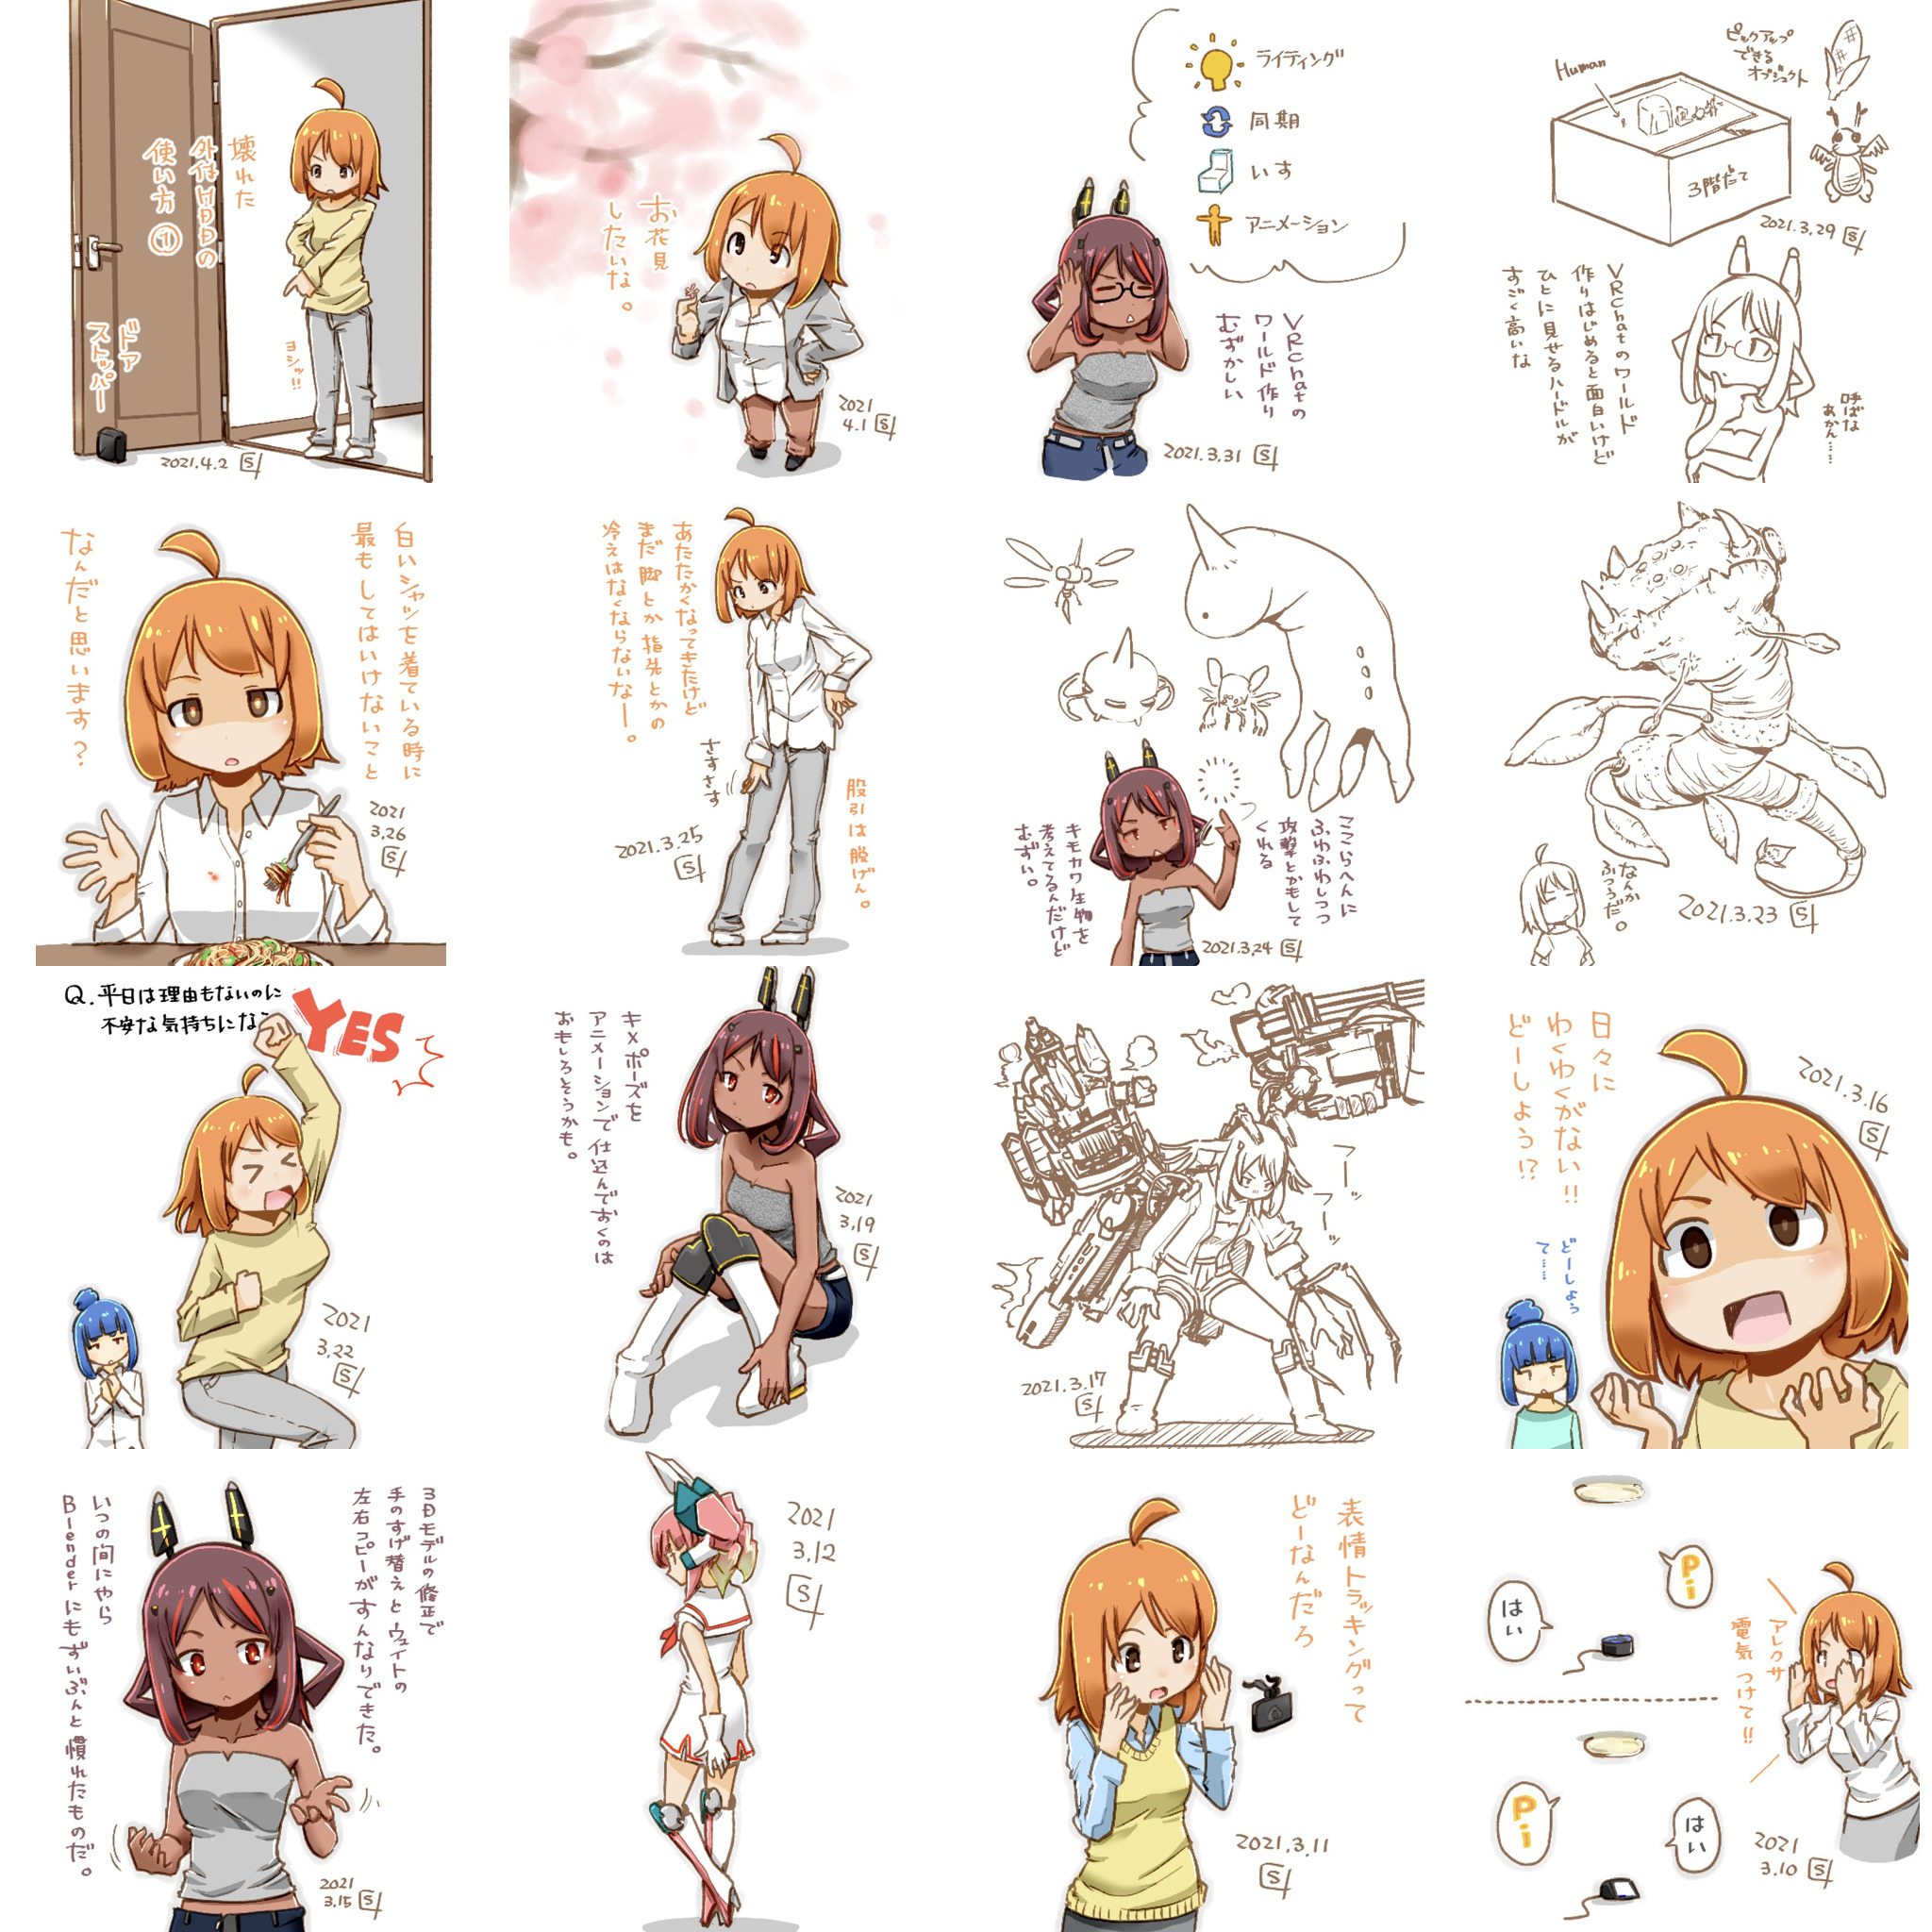 壊れた
外付HDDの
使い方①
ヨシッ!!
ドア
ストッパー
2021.4.2
お花見
したいな。
2021
4.1
ライティング
同期
いす
アニメーション
VRChatの
ワールド作り
むずかしい
2021.3.31
ピックアップ
できる
オブジェクト
Human
3階だて
2021.3.29
VRChatのワールド
作りはじめると面白いけど
ひとに見せるハードルが
すごく高いな
呼ばな
あかん……
白いシャツを着ている時に
最もしてはいけないこと
なんだと思います?
2021
3.26
あたたかくなってきたけど
まだ脚とか指先とかの
冷えはなくならないなー。
さすさす
股引は脱げん。
2021.3.25
ここらへんに
ふわふわしつつ
攻撃とかもして
くれる
キモカワ生物を
考えてるんだけど
むずい。
2021.3.24
なんか
ふつうだ。
2021.3.23
Q.平日は理由もないのに
不安な気持ちになる
YES
2021
3.22
キメポーズを
アニメーションで仕込んでおくのは
おもしろそうかも。
2021
3.19
フーッ
フーッ
2021.3.17
日々に
わくわくがない!!
どーしよう!?
2021.3.16
どーしよう
て……
3Dモデルの修正で
手のすげ替えとウェイトの
左右コピーがすんなりできた。
いつの間にやら
Blenderにもずいぶんと慣れたものだ。
2021
3.15
2021
3.12
表情トラッキングって
どーなんだろ
2021.3.11
Pi
はい
アレクサ
電気つけて!!
Pi
はい
2021
3.10